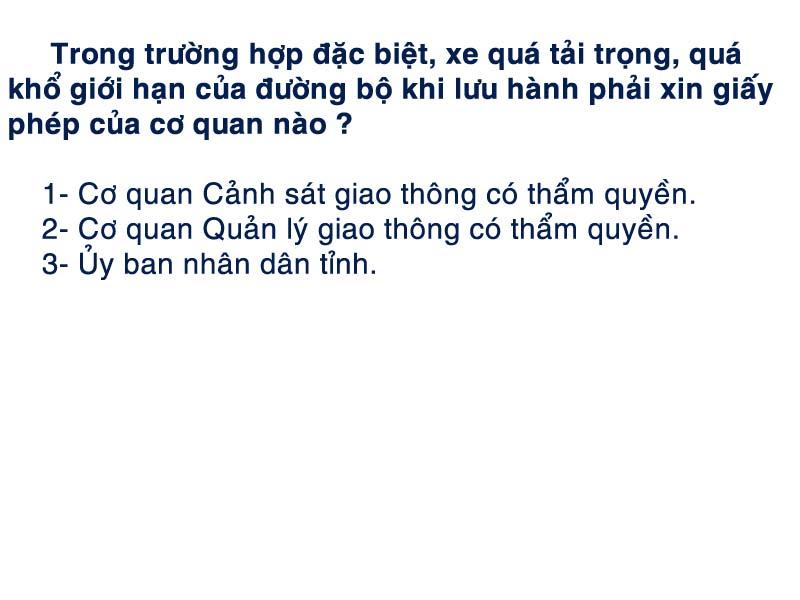 Trong trường hợp đặc biệt, xe quá tải trọng, quá
khổ giới hạn của đường bộ khi lưu hành phải xin giấy
phép của cơ quan nào ?
1- Cơ quan Cảnh sát giao thông có thẩm quyền.
2- Cơ quan Quản lý giao thông có thẩm quyền.
3- Ủy ban nhân dân tỉnh.